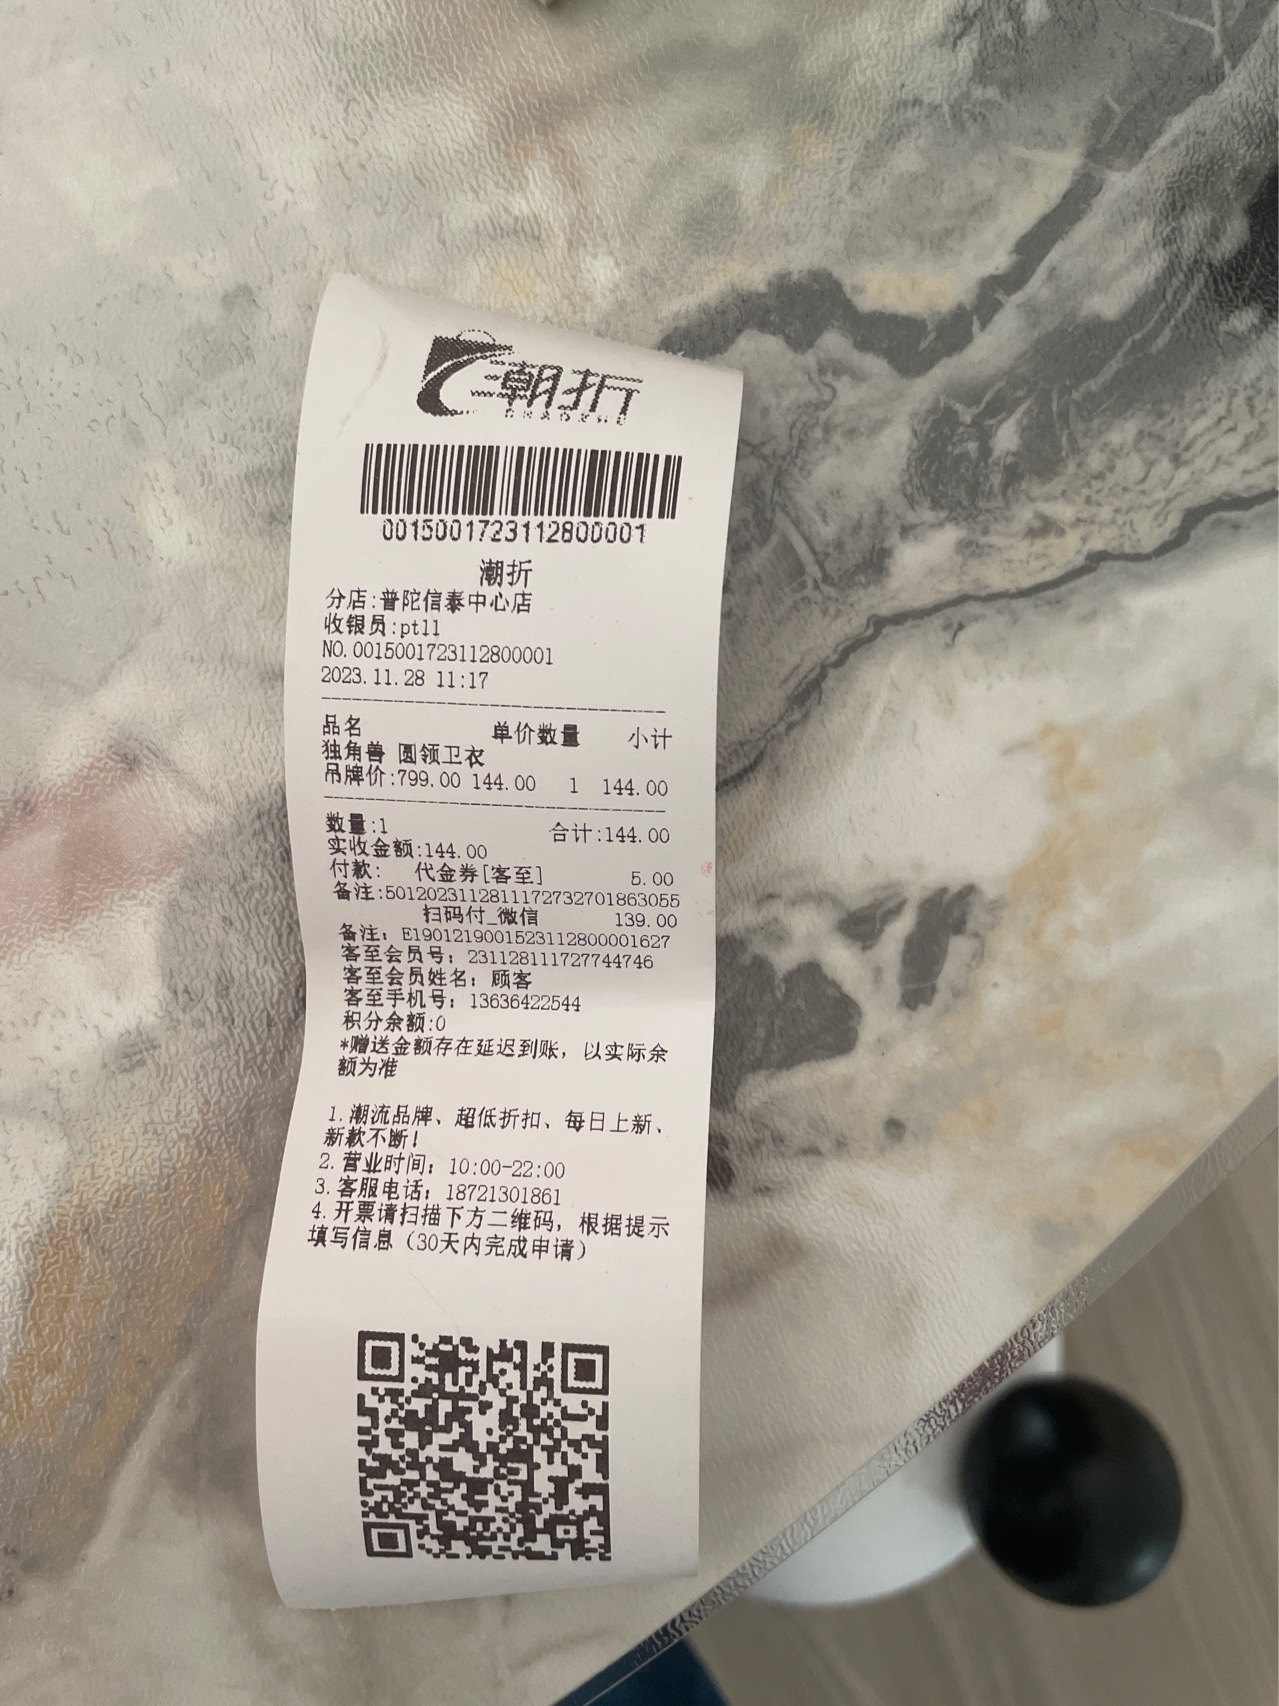 潮折
0015001723112800001
潮折
分店:普陀信泰中心店
收银员:pt11
NO.0015001723112800001
2023.11.28 11:17
品名 单价数量 小计
独角兽 圆领卫衣
吊牌价:799.00 144.00 1 144.00
数量:1 合计:144.00
实收金额:144.00
付款: 代金券[客至] 5.00
备注:5012023112811172732701863055
扫码付_微信 139.00
备注: E1901219001523112800001627
客至会员号: 231128111727744746
客至会员姓名: 顾客
客至手机号: 13636422544
积分余额:0
*赠送金额存在延迟到账，以实际余
额为准
1.潮流品牌、超低折扣、每日上新、
新款不断！
2.营业时间: 10:00-22:00
3.客服电话: 18721301861
4.开票请扫描下方二维码，根据提示
填写信息（30天内完成申请）